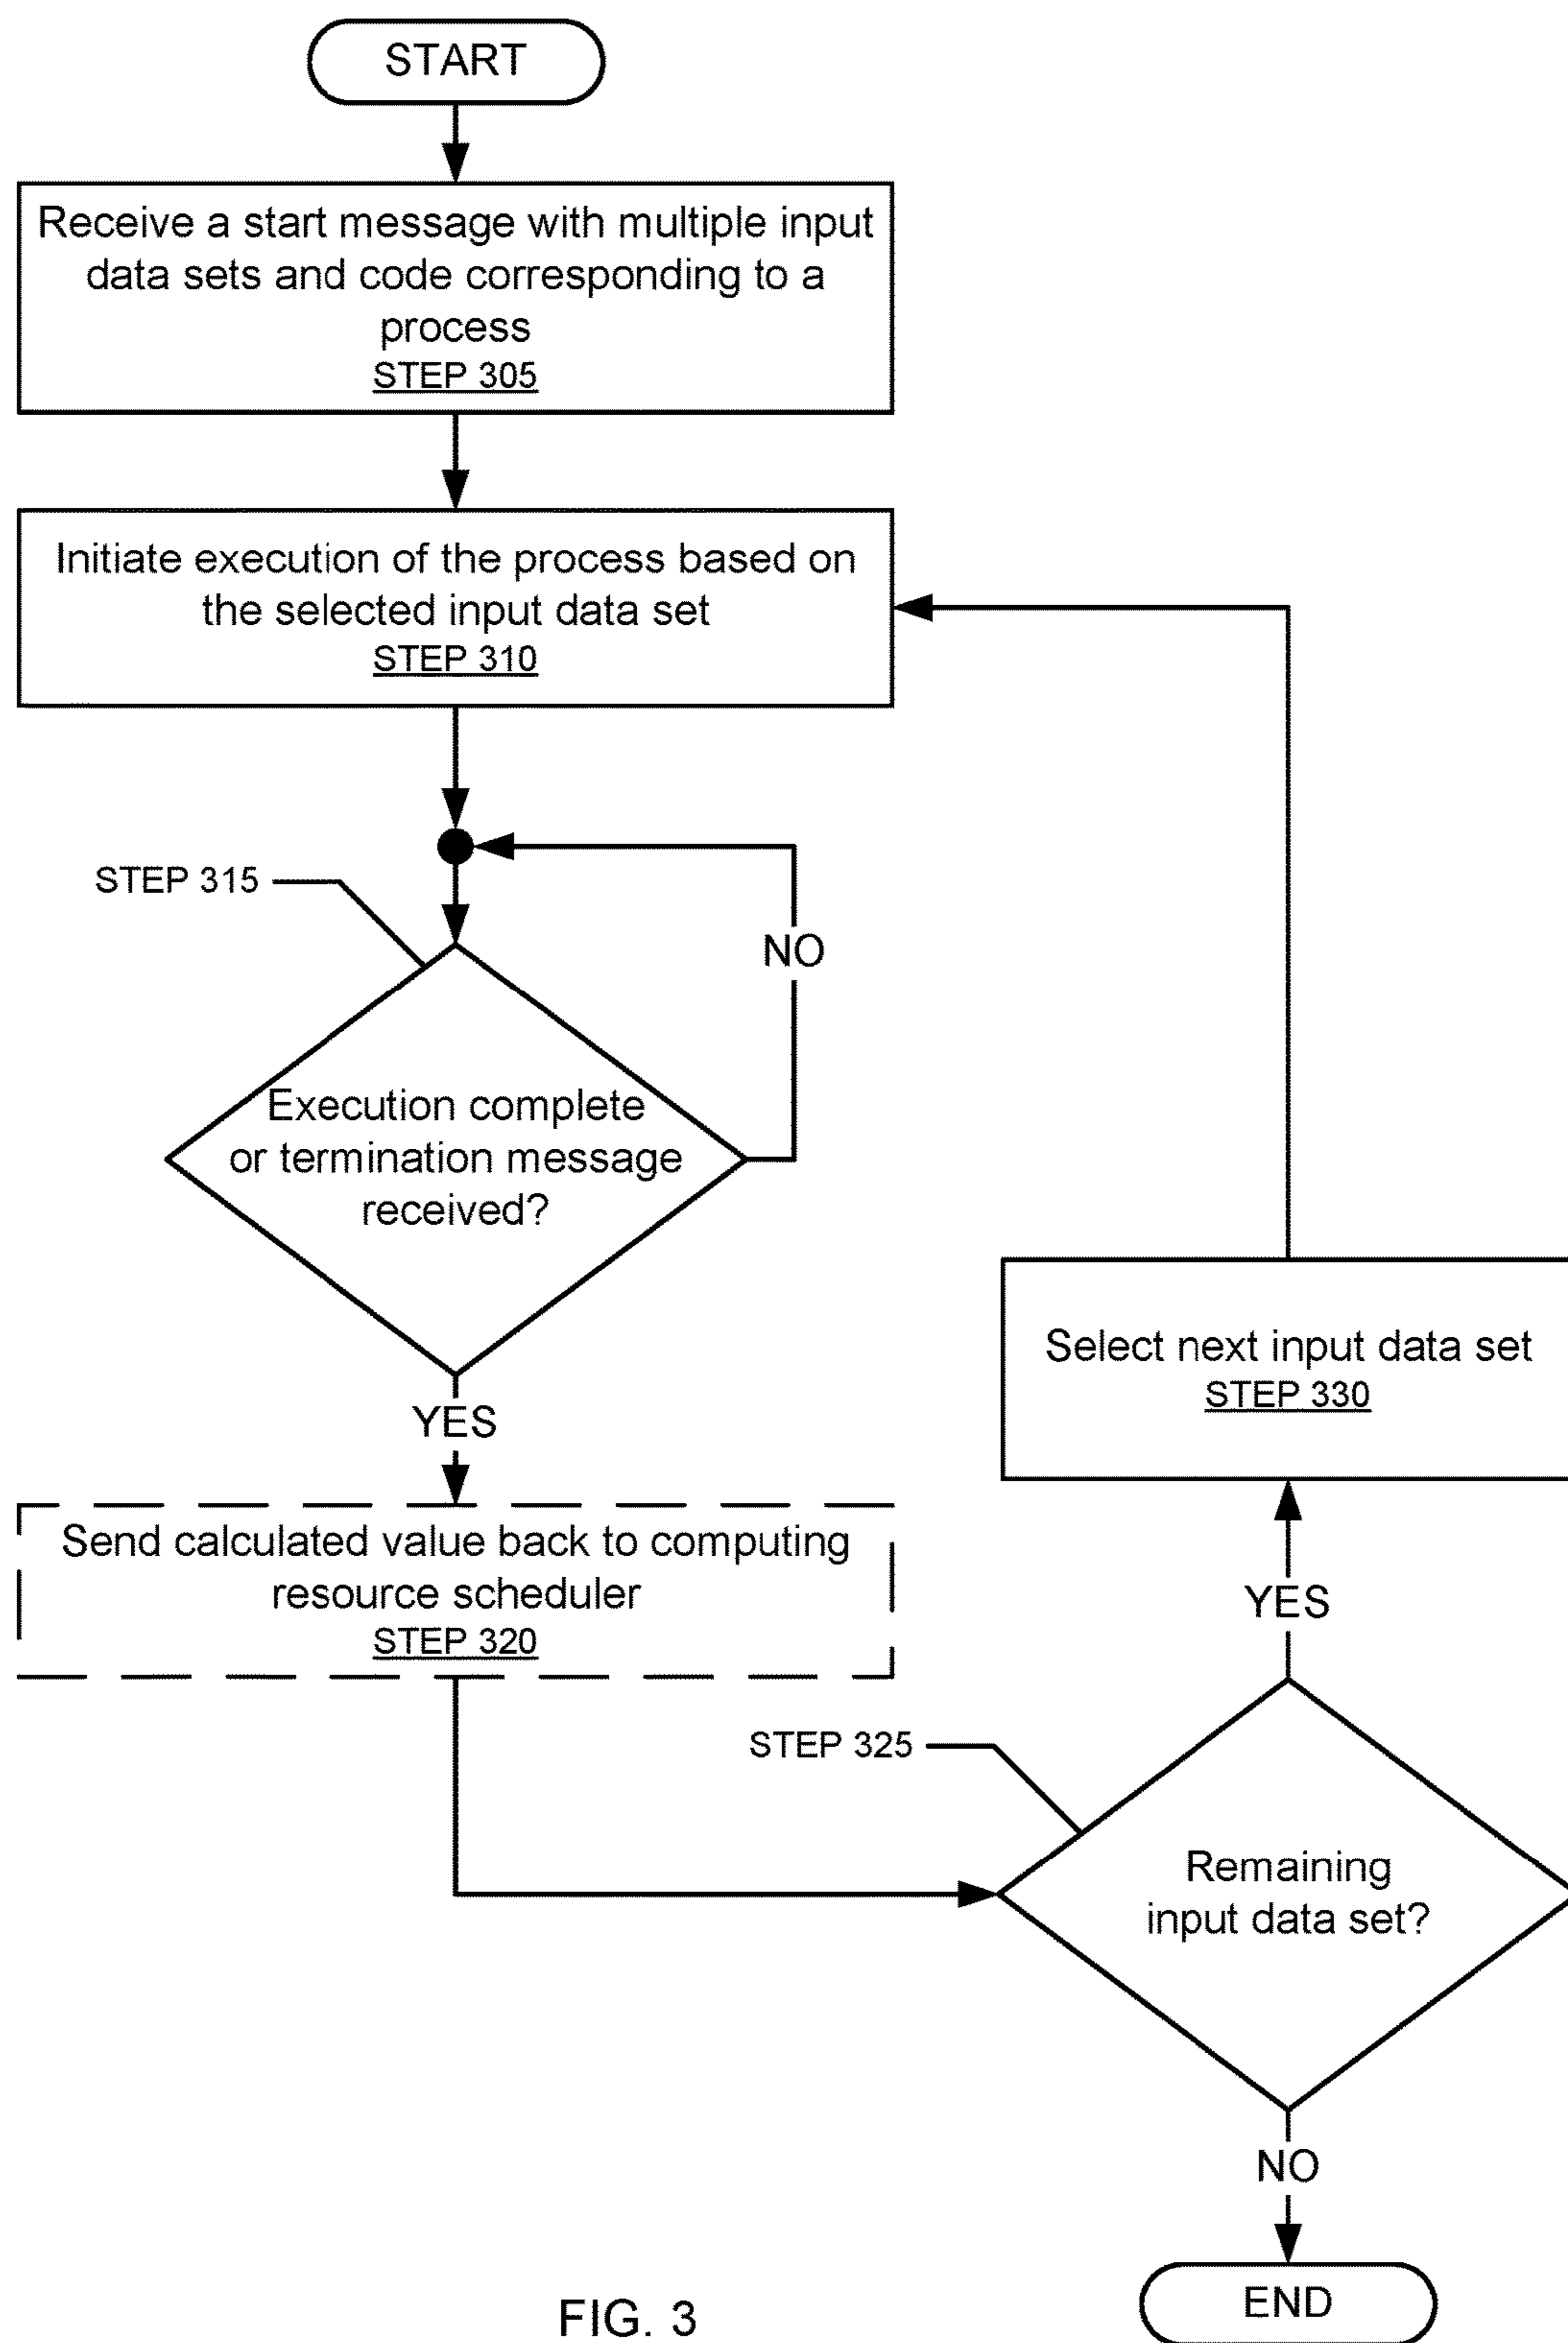 START
Receive a start message with multiple input
data sets and code corresponding to a
process
STEP 305
Initiate execution of the process based on
the selected input data set
STEP 310
STEP 315
NO
Execution complete
or termination message
received?
YES
Send calculated value back to computing
resource scheduler
STEP 320
STEP 325
Remaining
input data set?
YES
Select next input data set
STEP 330
NO
END
FIG. 3